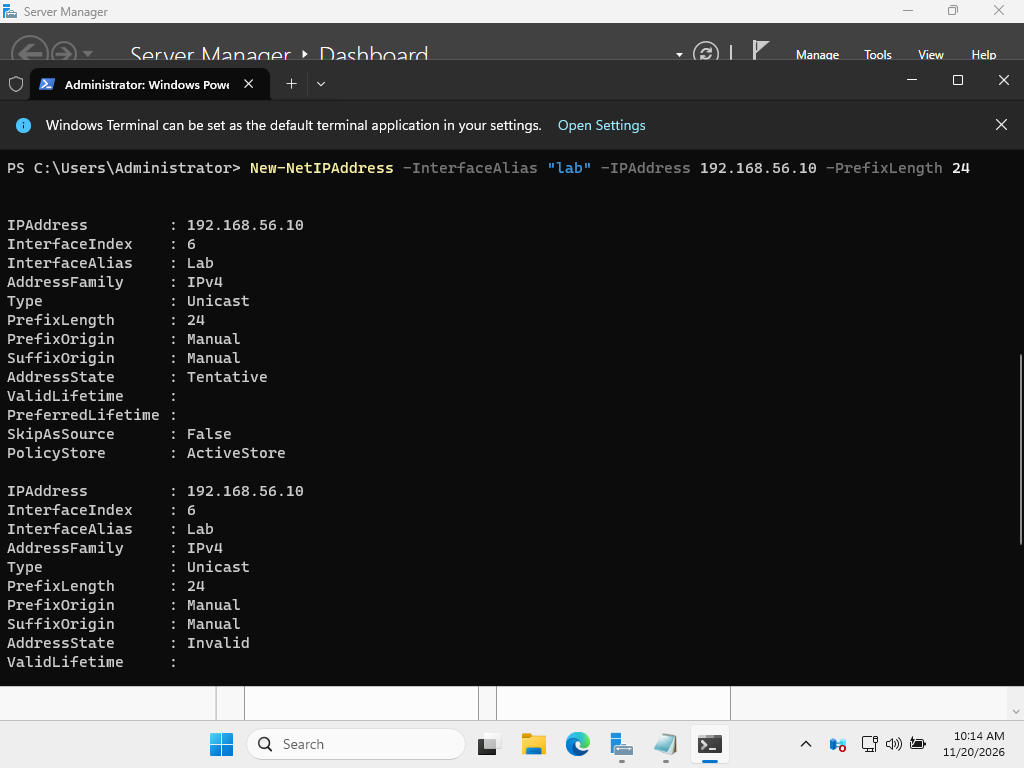 Server Manager
Server Manager Dashboard
Manage Tools View Help
Administrator: Windows Powe
Windows Terminal can be set as the default terminal application in your settings. Open Settings
PS C:\Users\Administrator> New-NetIPAddress -InterfaceAlias "lab" -IPAddress 192.168.56.10 -PrefixLength 24
IPAddress : 192.168.56.10
InterfaceIndex : 6
InterfaceAlias : Lab
AddressFamily : IPv4
Type : Unicast
PrefixLength : 24
PrefixOrigin : Manual
SuffixOrigin : Manual
AddressState : Tentative
ValidLifetime :
PreferredLifetime :
SkipAsSource : False
PolicyStore : ActiveStore
IPAddress : 192.168.56.10
InterfaceIndex : 6
InterfaceAlias : Lab
AddressFamily : IPv4
Type : Unicast
PrefixLength : 24
PrefixOrigin : Manual
SuffixOrigin : Manual
AddressState : Invalid
ValidLifetime :
Search
10:14 AM
11/20/2026